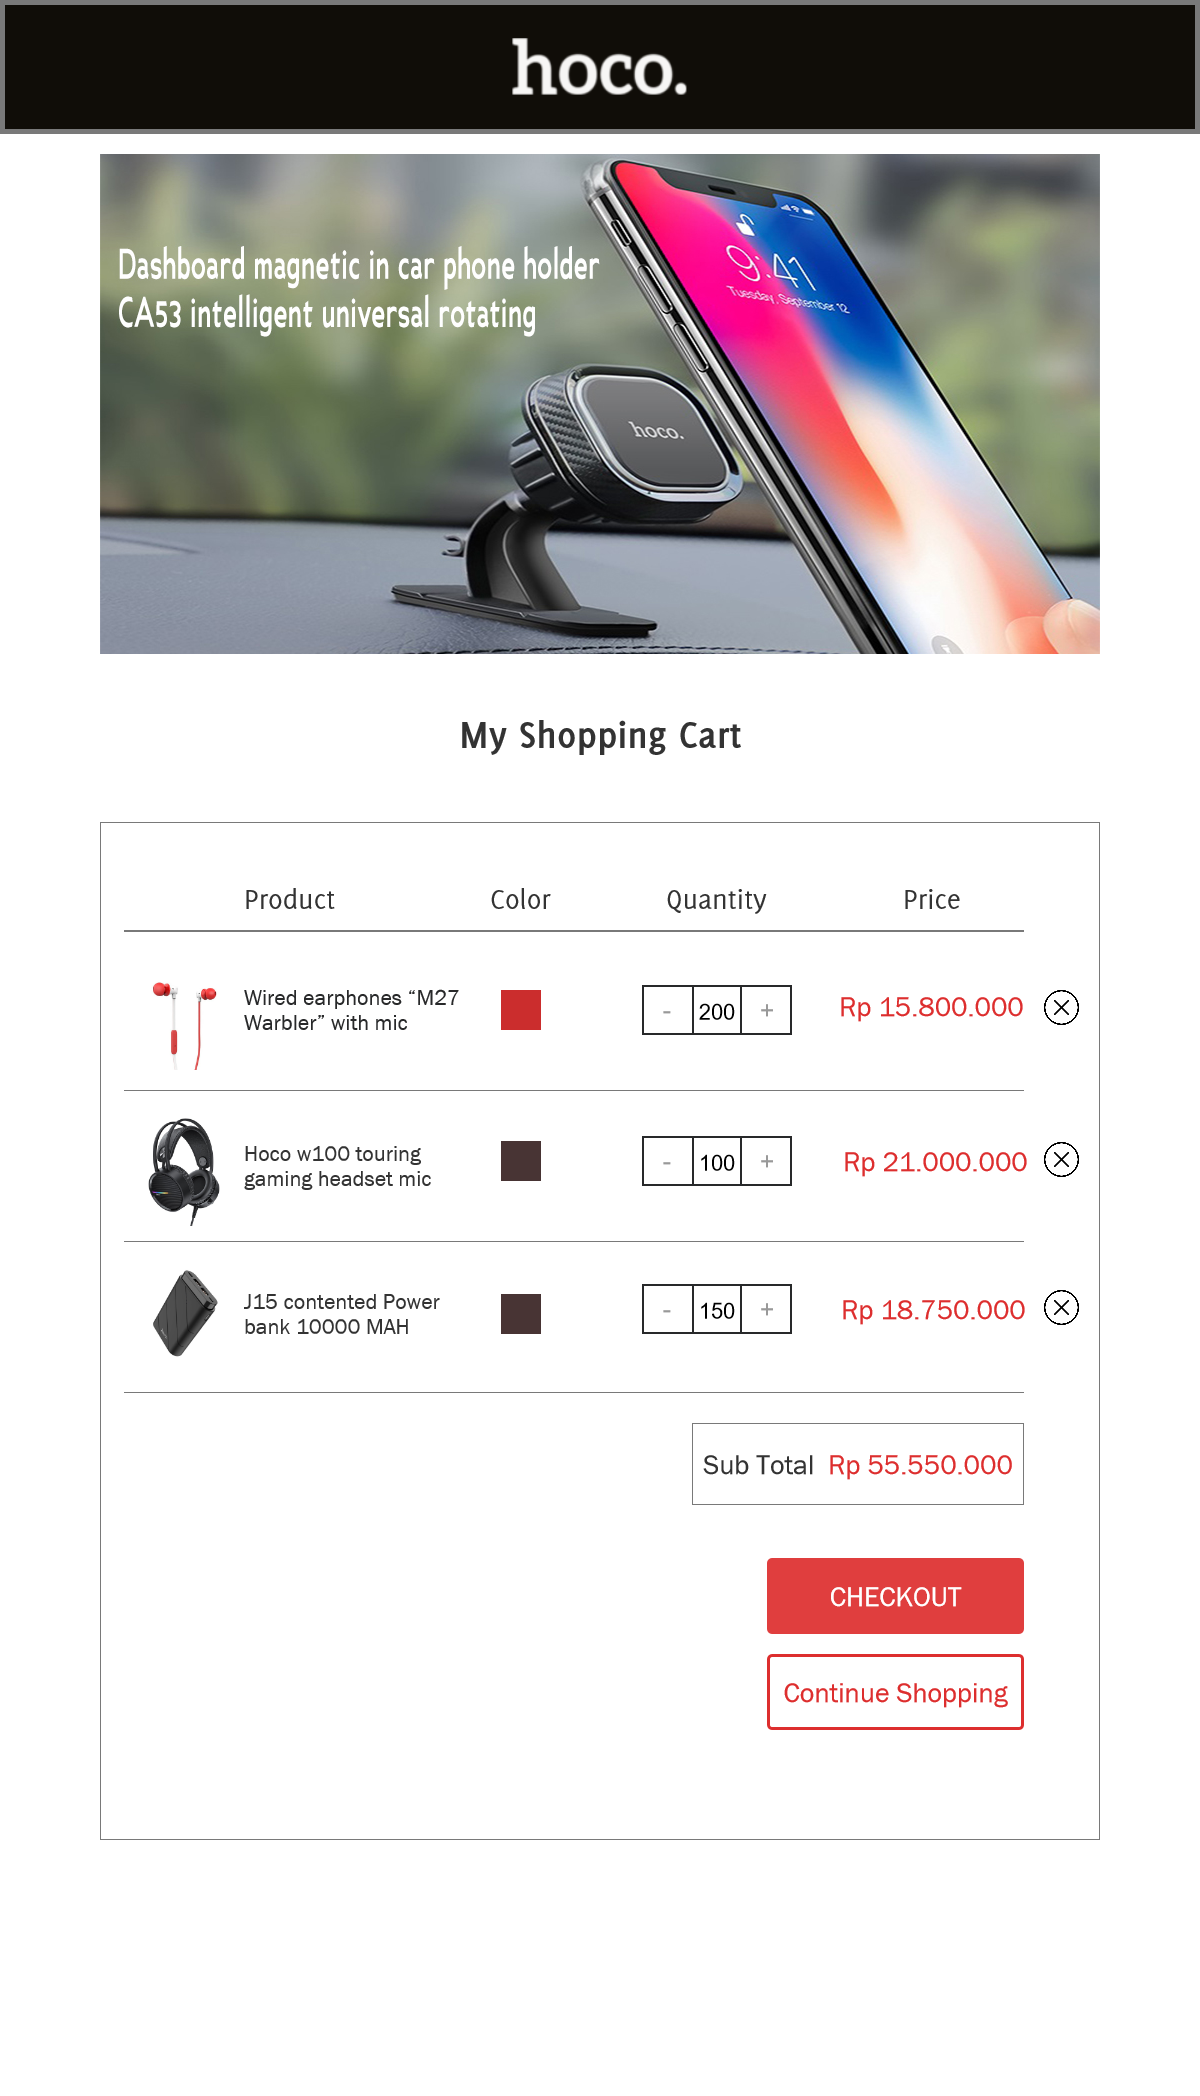 hoco.
Dashboard magnetic in car phone holder
CA53 intelligent universal rotating
9:41
Tuesday, September 12
hoco.
My Shopping Cart
Product Color Quantity Price
Wired earphones “M27
Warbler” with mic
- 200 +
Rp 15.800.000
Hoco w100 touring
gaming headset mic
- 100 +
Rp 21.000.000
J15 contented Power
bank 10000 MAH
- 150 +
Rp 18.750.000
Sub Total Rp 55.550.000
CHECKOUT
Continue Shopping